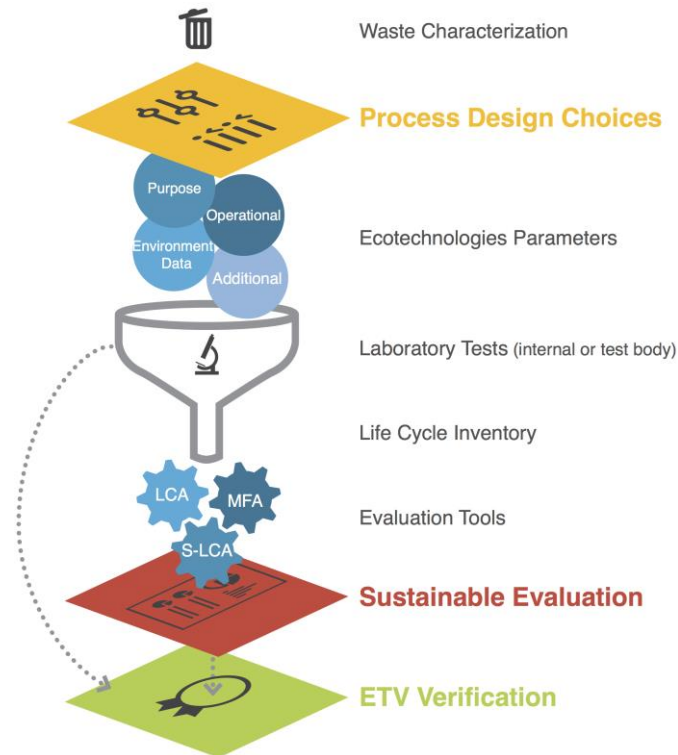 Waste Characterization
Process Design Choices
Purpose
Operational
Environment
Data
Additional
Ecotechnologies Parameters
Laboratory Tests (internal or test body)
Life Cycle Inventory
LCA
MFA
S-LCA
Evaluation Tools
Sustainable Evaluation
ETV Verification